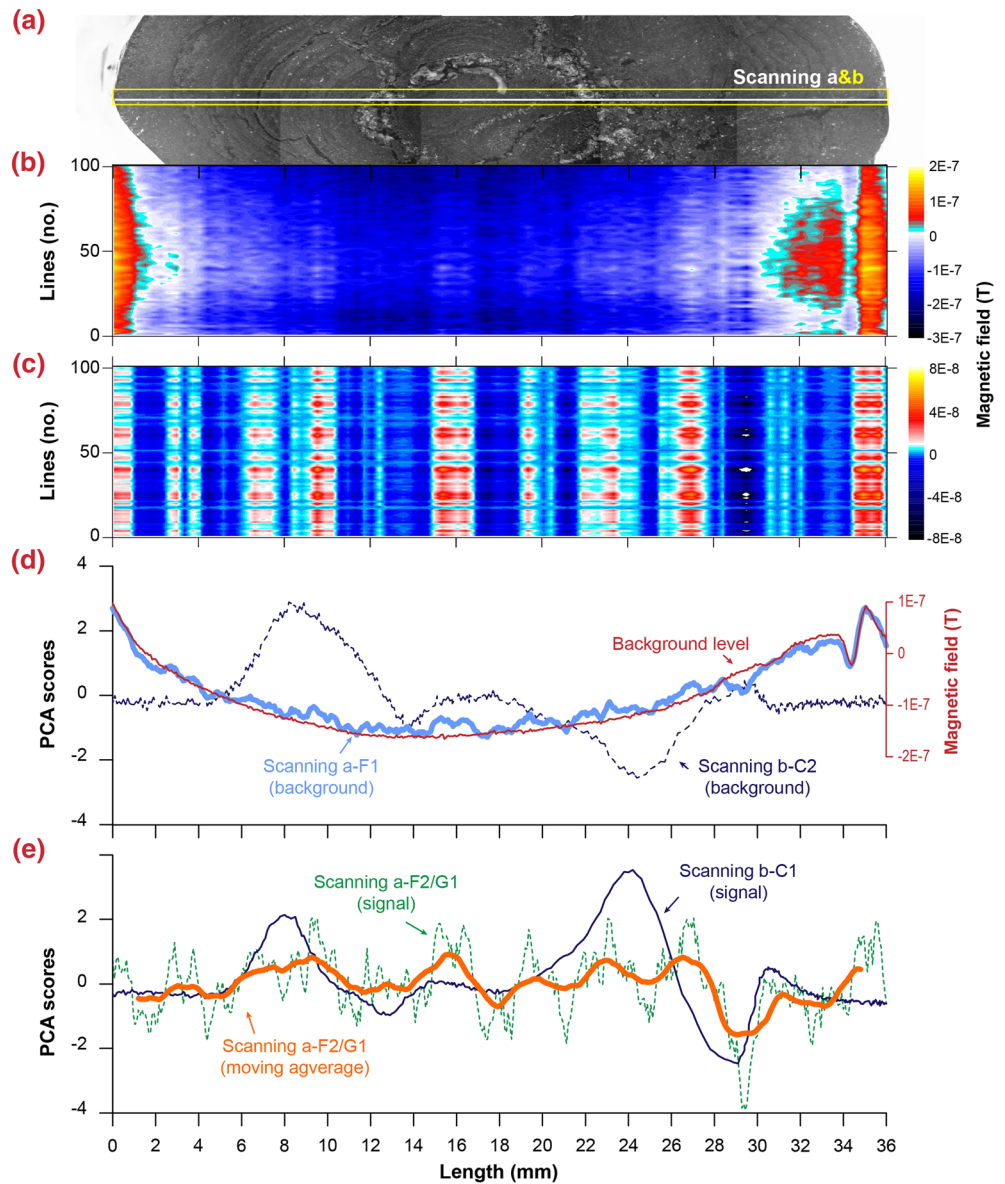 (a)
Scanning a&b
(b)
100
50
0
Lines (no.)
2E-7
1E-7
0
-1E-7
-2E-7
-3E-7
(c)
100
50
0
Lines (no.)
8E-8
4E-8
0
-4E-8
-8E-8
Magnetic field (T)
(d)
4
2
0
-2
-4
PCA scores
Background level
Scanning a-F1
(background)
Scanning b-C2
(background)
1E-7
0
-1E-7
-2E-7
Magnetic field (T)
(e)
2
0
-2
-4
PCA scores
Scanning a-F2/G1
(signal)
Scanning b-C1
(signal)
Scanning a-F2/G1
(moving agverage)
0 2 4 6 8 10 12 14 16 18 20 22 24 26 28 30 32 34 36
Length (mm)